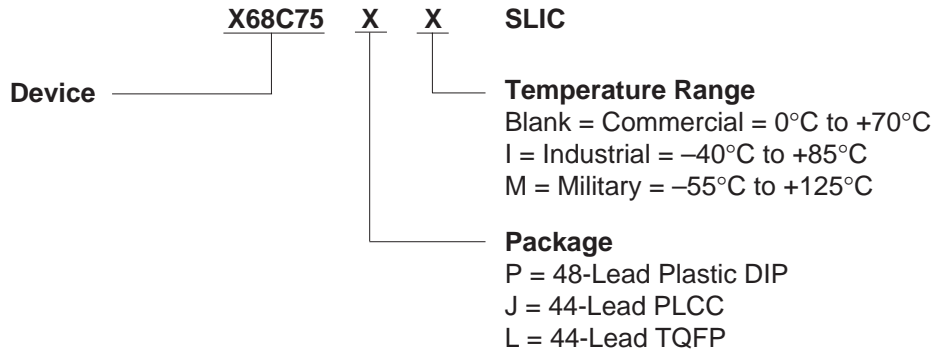 X68C75 X X SLIC
Device
Temperature Range
Blank = Commercial = 0°C to +70°C
I = Industrial = –40°C to +85°C
M = Military = –55°C to +125°C
Package
P = 48-Lead Plastic DIP
J = 44-Lead PLCC
L = 44-Lead TQFP